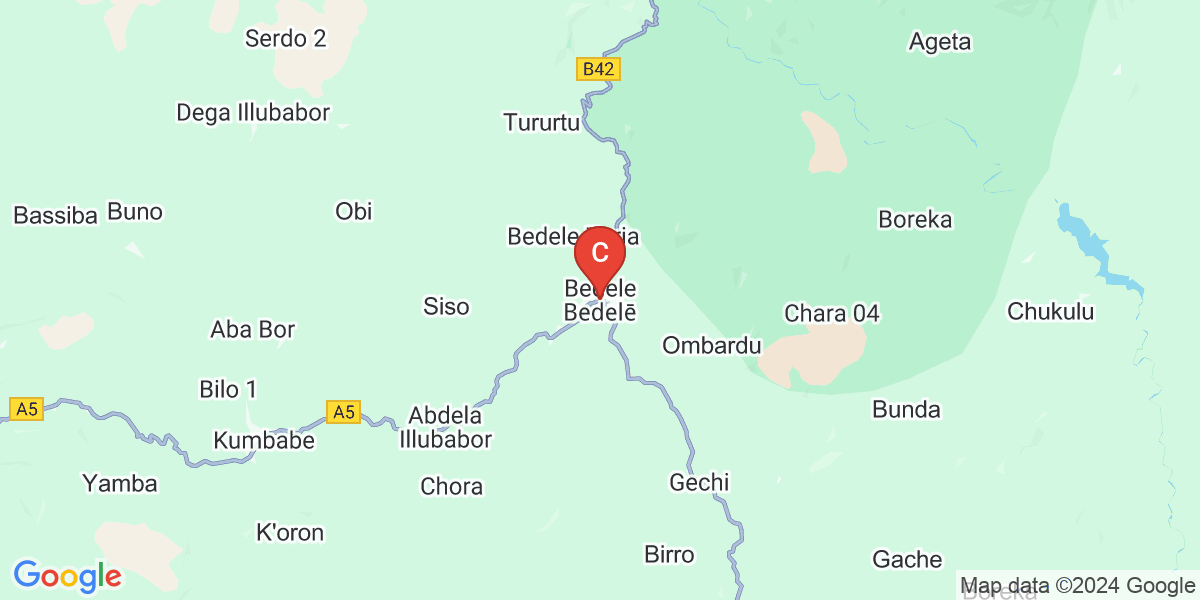 Serdo 2
Ageta
B42
Dega Illubabor
Tururtu
Bassiba
Buno
Obi
Boreka
Bedele
C
Bedele
Bedelē
Siso
Chara 04
Chukulu
Aba Bor
Ombardu
Bilo 1
A5
A5
Abdela
Illubabor
Bunda
Kumbabe
Yamba
Chora
Gechi
K'oron
Birro
Gache
Google
Map data ©2024 Google
Boreka